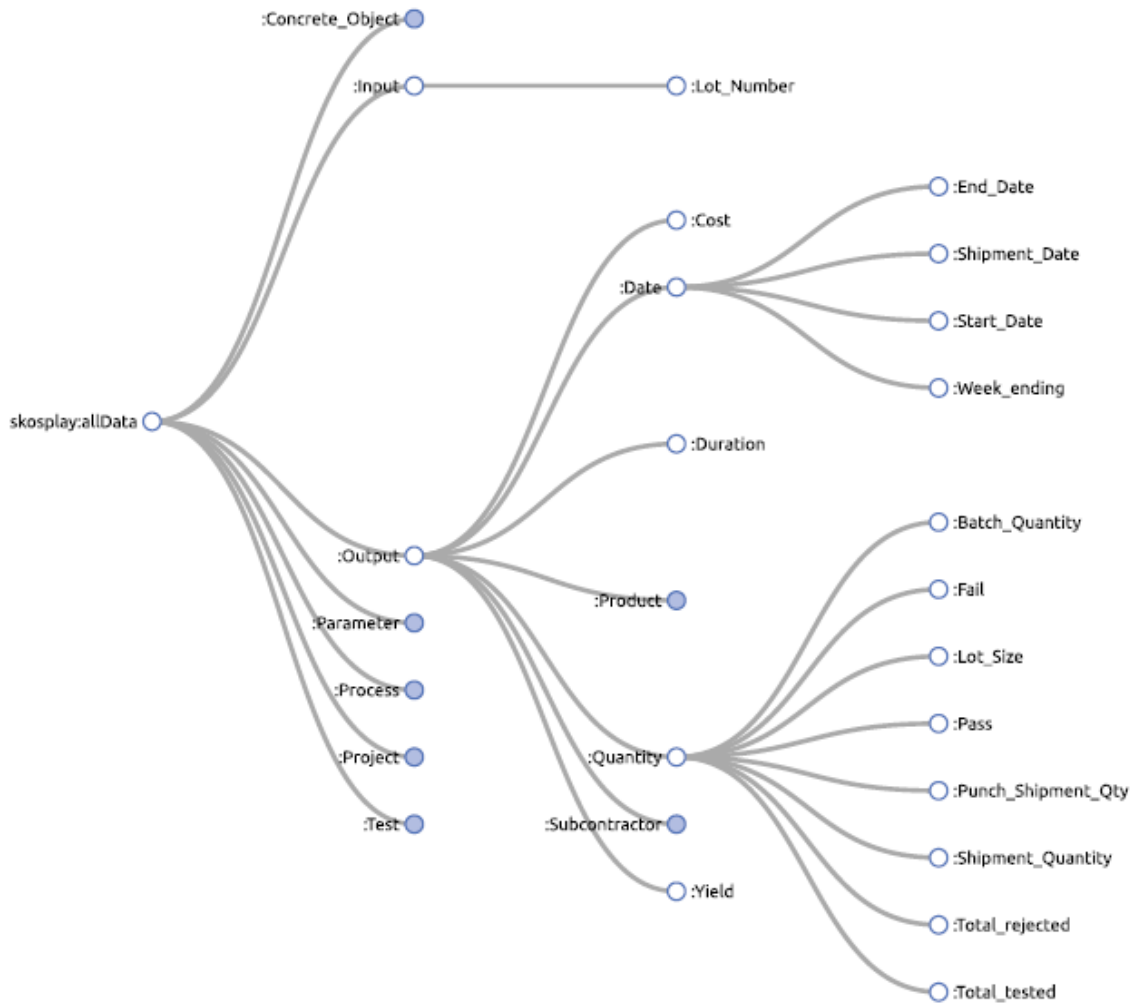 :Concrete_Object
:Input
:Lot_Number
:End_Date
:Cost
:Shipment_Date
:Date
:Start_Date
:Week_ending
skosplay:allData
:Duration
:Batch_Quantity
:Output
:Fail
:Product
:Parameter
:Lot_Size
:Process
:Pass
:Project
:Quantity
:Punch_Shipment_Qty
:Test
:Subcontractor
:Shipment_Quantity
:Yield
:Total_rejected
:Total_tested